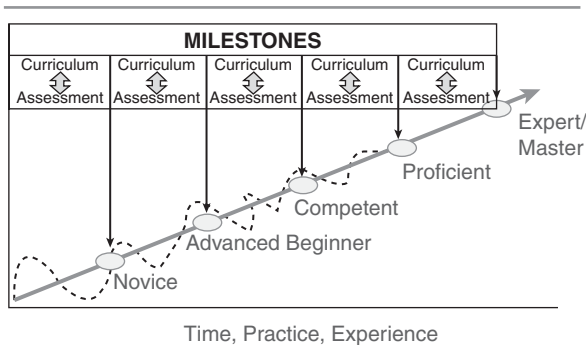 MILESTONES
Curriculum Curriculum Curriculum Curriculum Curriculum
Assessment Assessment Assessment Assessment Assessment
Expert/
Master
Proficient
Competent
Advanced Beginner
Novice
Time, Practice, Experience